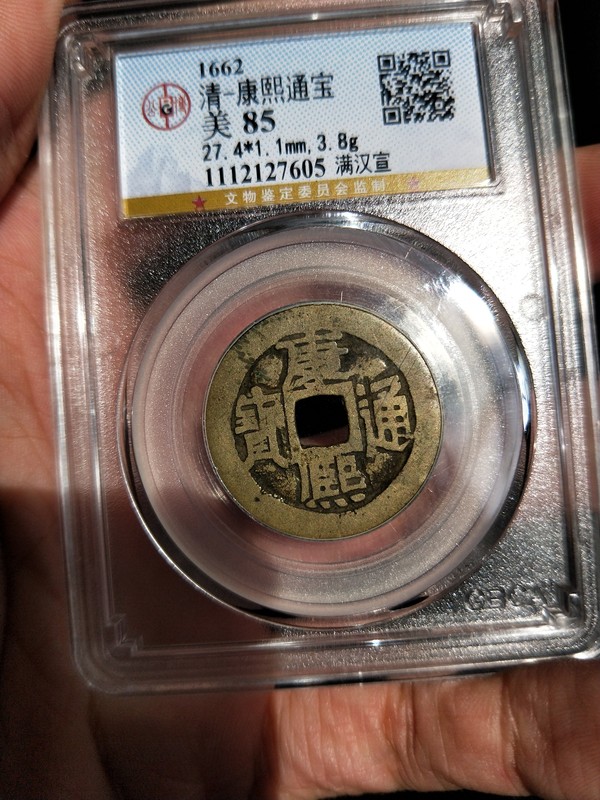 1662
清-康熙通宝
美 85
27.4*1.1mm,3.8g
1112127605 满汉宣
文物鉴定委员会监制
康熙通寳